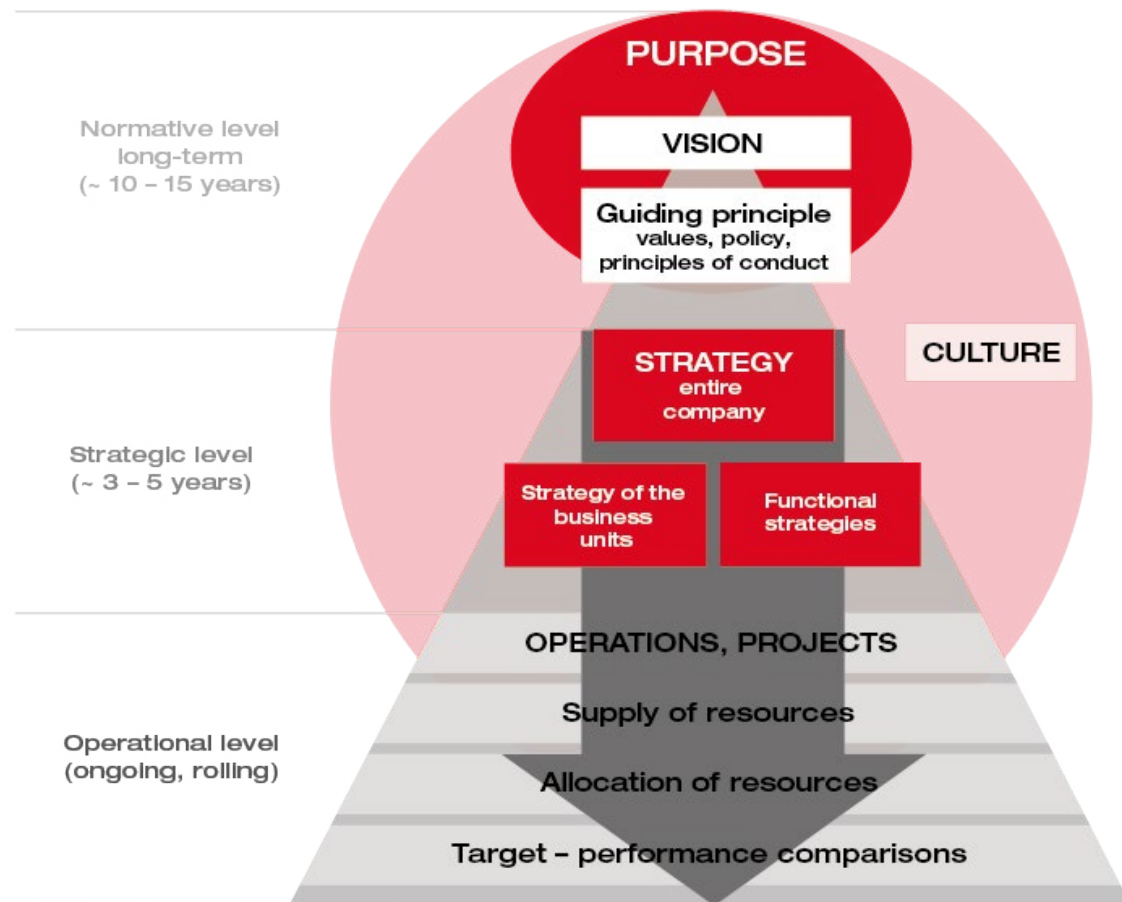 PURPOSE
VISION
Guiding principle
values, policy,
principles of conduct
Normative level
long-term
(~ 10 – 15 years)
CULTURE
STRATEGY
entire
company
Strategy of the
business
units
Functional
strategies
Strategic level
(~ 3 – 5 years)
OPERATIONS, PROJECTS
Supply of resources
Allocation of resources
Target – performance comparisons
Operational level
(ongoing, rolling)